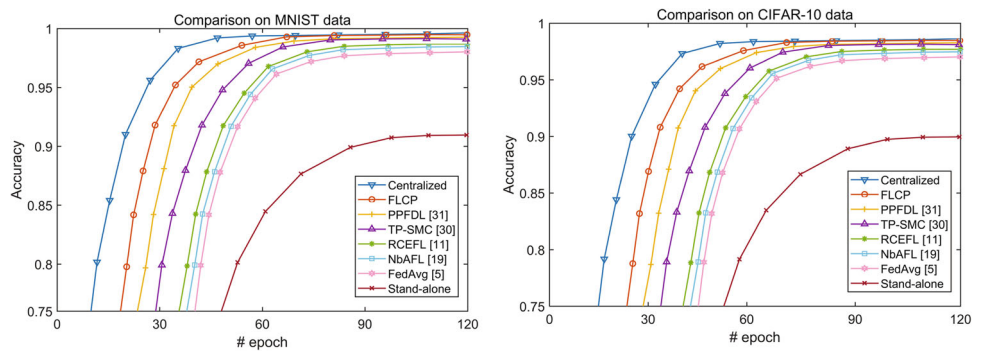 Comparison on MNIST data
1
0.95
0.9
0.85
0.8
0.75
Accuracy
0
30
60
90
120
# epoch
Centralized
FLCP
PPFDL [31]
TP-SMC [30]
RCEFL [11]
NbAFL [19]
FedAvg [5]
Stand-alone
Comparison on CIFAR-10 data
1
0.95
0.9
0.85
0.8
0.75
Accuracy
0
30
60
90
120
# epoch
Centralized
FLCP
PPFDL [31]
TP-SMC [30]
RCEFL [11]
NbAFL [19]
FedAvg [5]
Stand-alone